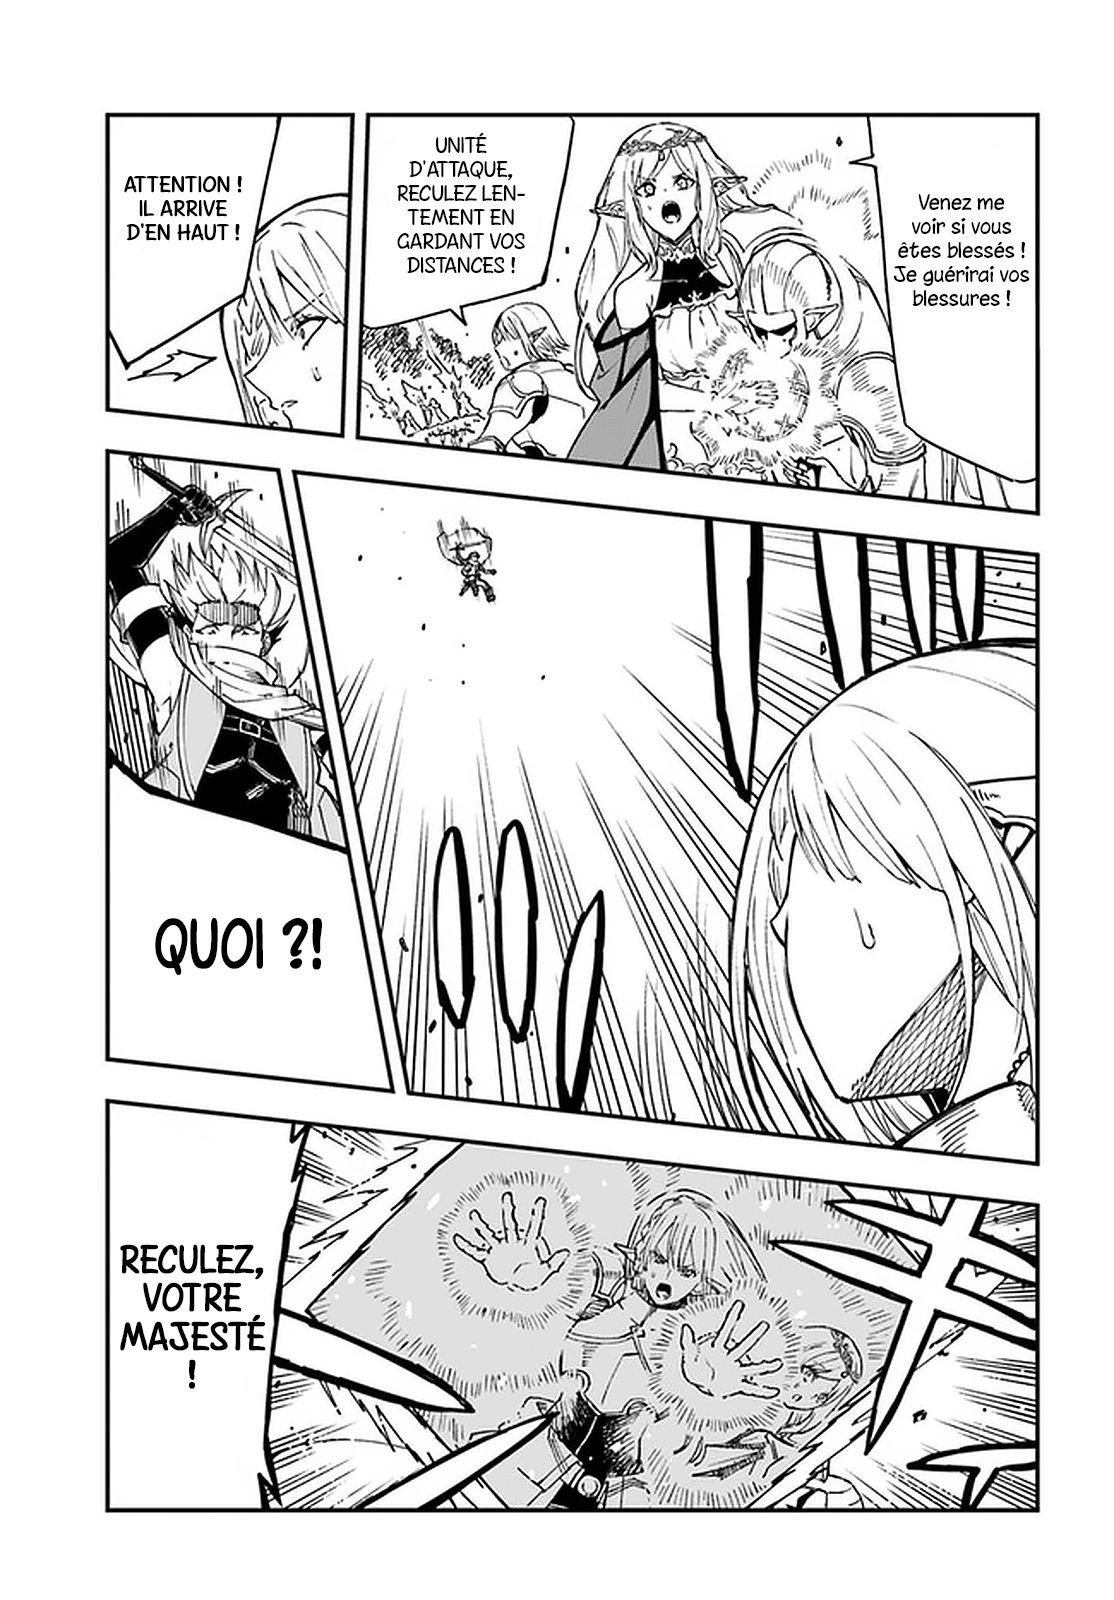 Venez me
voir si vous
êtes blessés !
Je guérirai vos
blessures !
UNITÉ
D'ATTAQUE,
RECULEZ LEN-
TEMENT EN
GARDANT VOS
DISTANCES !
ATTENTION !
IL ARRIVE
D'EN HAUT !
QUOI ?!
RECULEZ,
VOTRE
MAJESTÉ
!